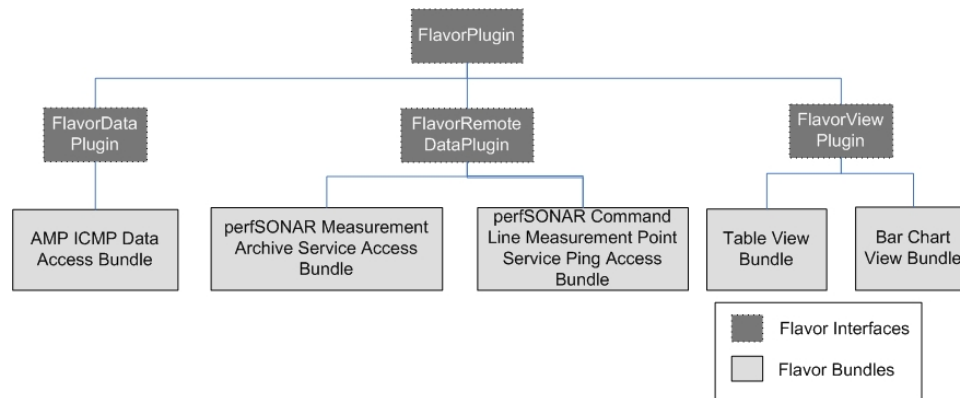 FlavorPlugin
FlavorData
Plugin
FlavorRemote
DataPlugin
FlavorView
Plugin
AMP ICMP Data
Access Bundle
perfSONAR Measurement
Archive Service Access
Bundle
perfSONAR Command
Line Measurement Point
Service Ping Access
Bundle
Table View
Bundle
Bar Chart
View Bundle
Flavor Interfaces
Flavor Bundles